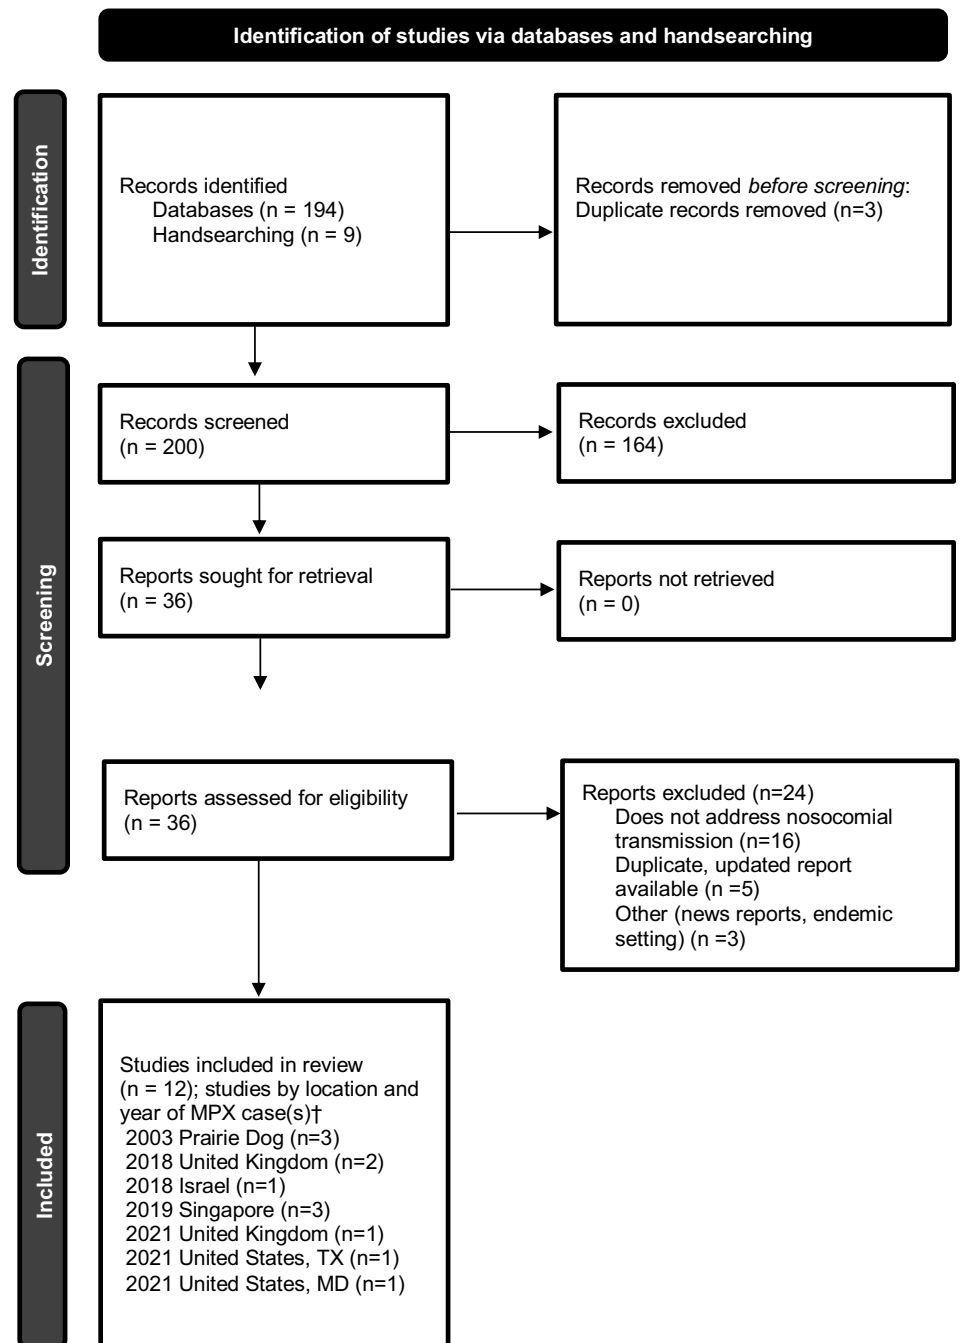 Identification of studies via databases and handsearching
Identification
Records identified
Databases (n = 194)
Handsearching (n = 9)
Records removed before screening:
Duplicate records removed (n=3)
Screening
Records screened
(n = 200)
Records excluded
(n = 164)
Reports sought for retrieval
(n = 36)
Reports not retrieved
(n = 0)
Reports assessed for eligibility
(n = 36)
Reports excluded (n=24)
Does not address nosocomial
transmission (n=16)
Duplicate, updated report
available (n =5)
Other (news reports, endemic
setting) (n =3)
Included
Studies included in review
(n = 12); studies by location and
year of MPX case(s)†
2003 Prairie Dog (n=3)
2018 United Kingdom (n=2)
2018 Israel (n=1)
2019 Singapore (n=3)
2021 United Kingdom (n=1)
2021 United States, TX (n=1)
2021 United States, MD (n=1)